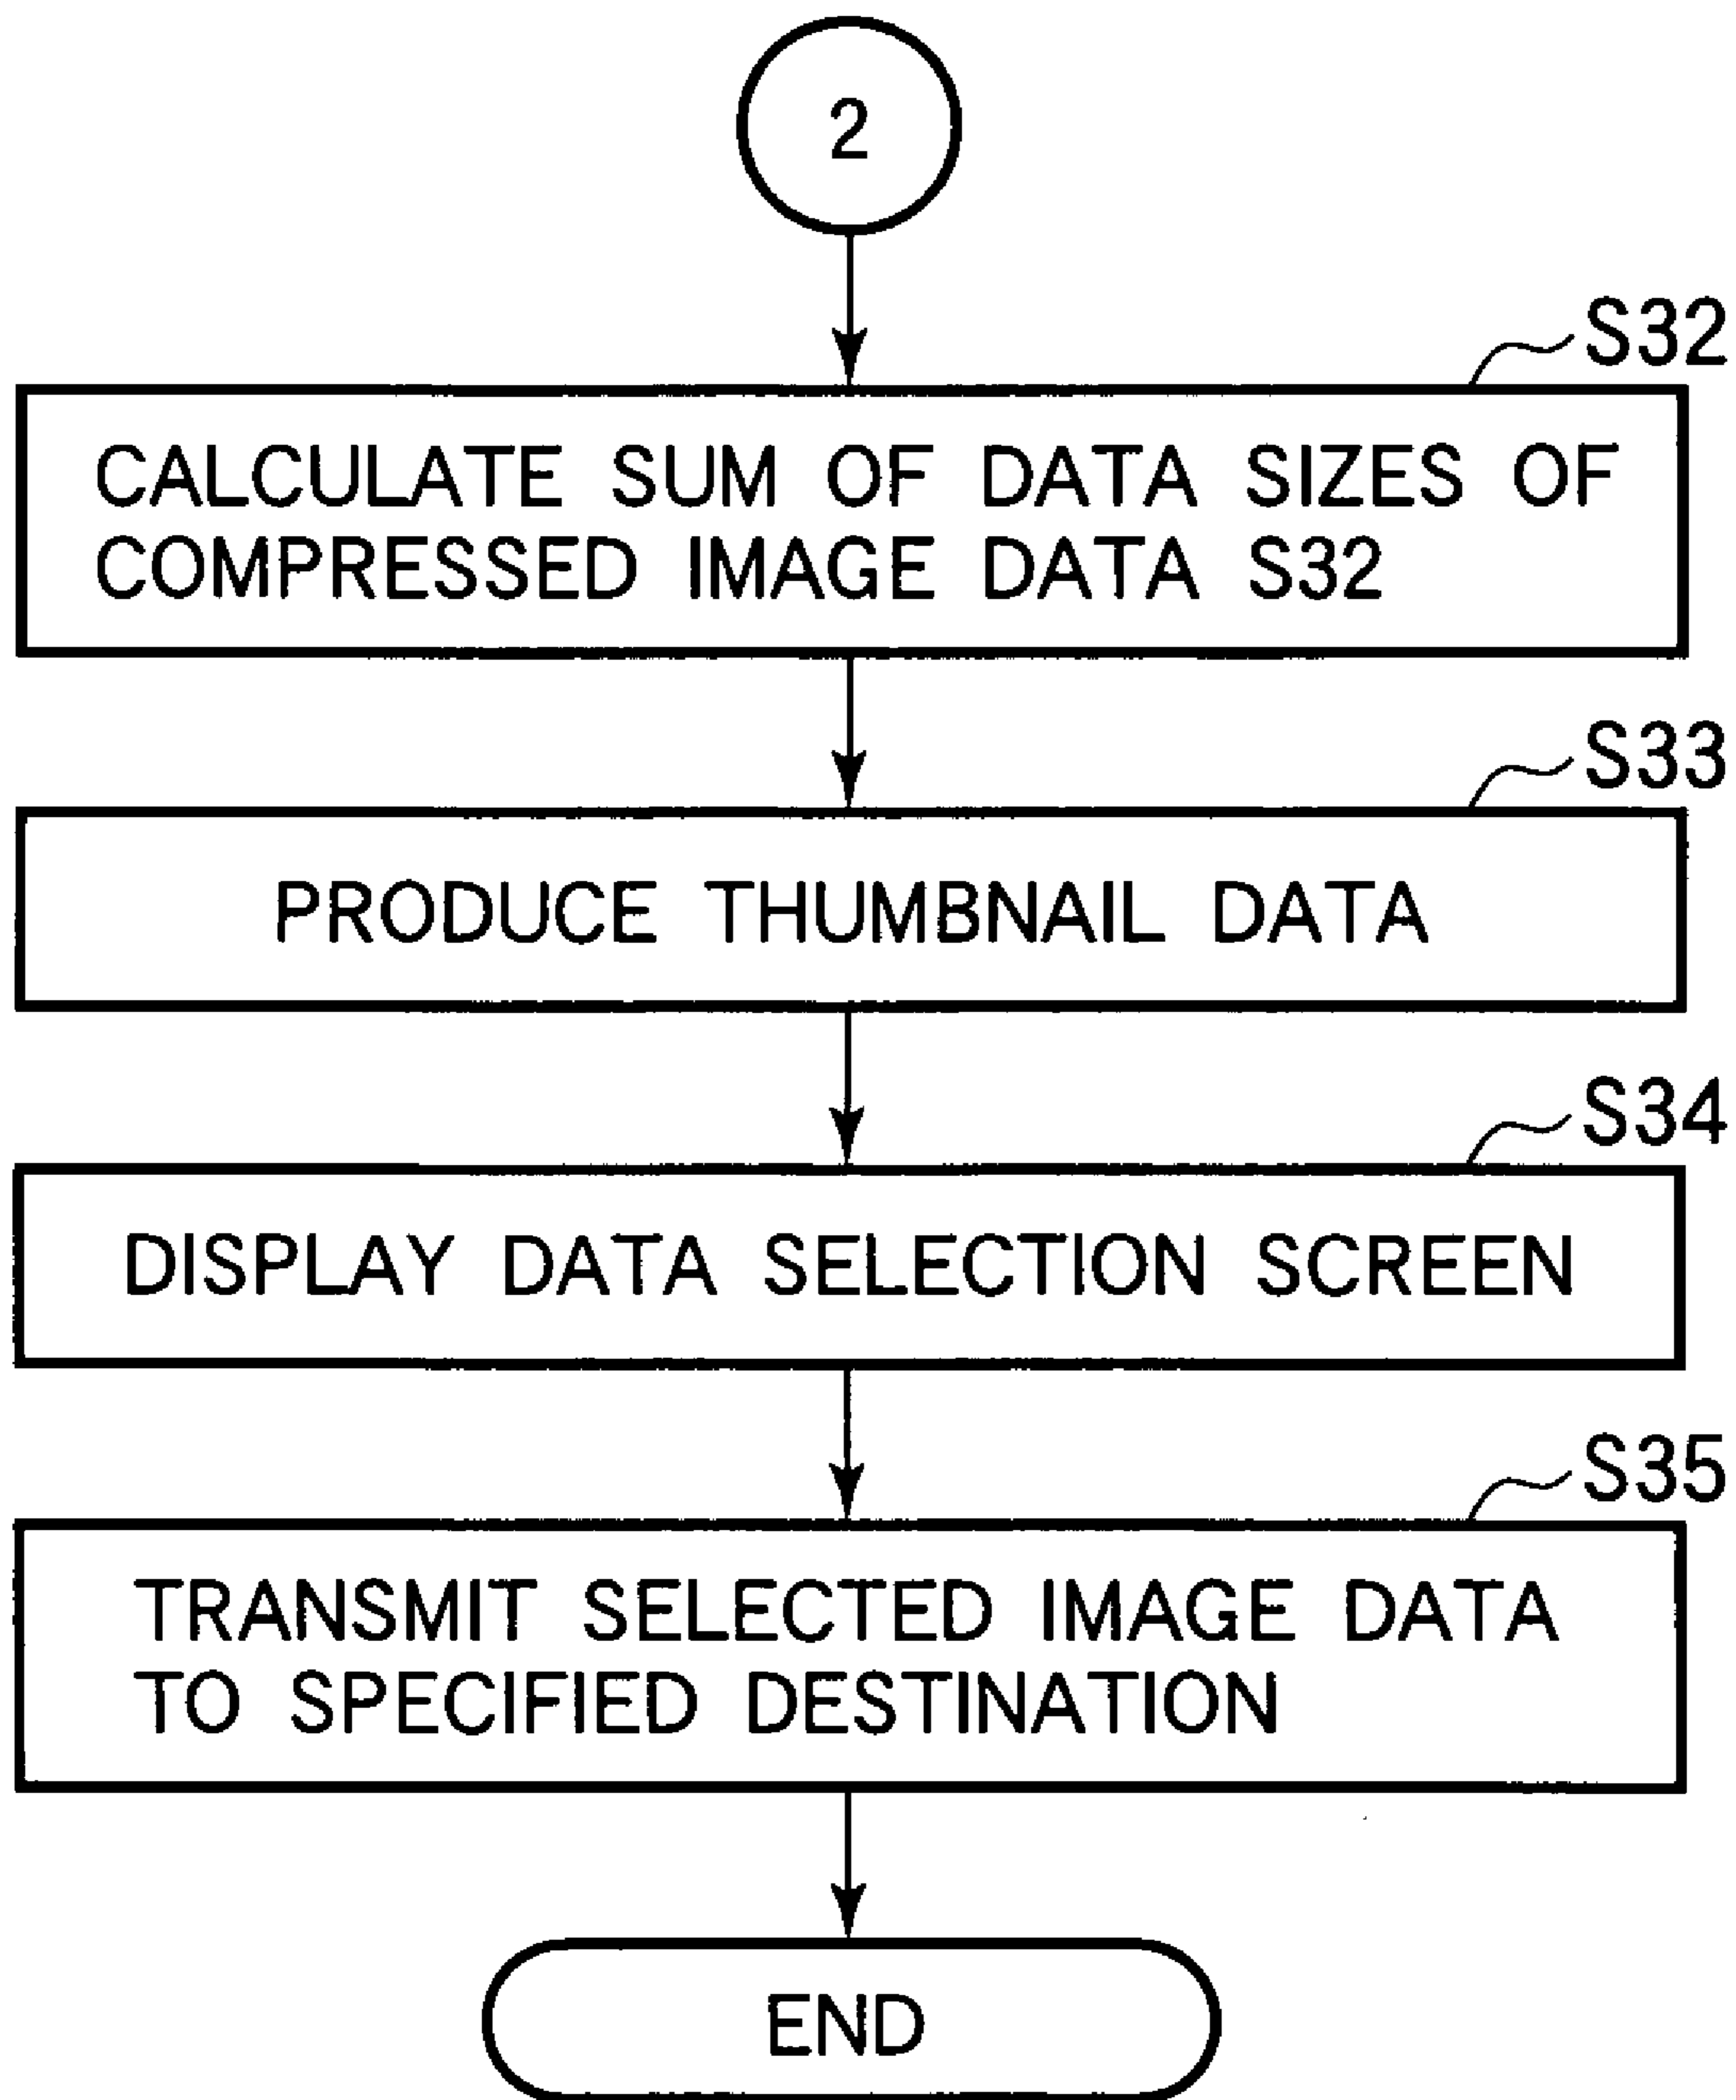 2
S32
CALCULATE SUM OF DATA SIZES OF
COMPRESSED IMAGE DATA S32
S33
PRODUCE THUMBNAIL DATA
S34
DISPLAY DATA SELECTION SCREEN
S35
TRANSMIT SELECTED IMAGE DATA
TO SPECIFIED DESTINATION
END